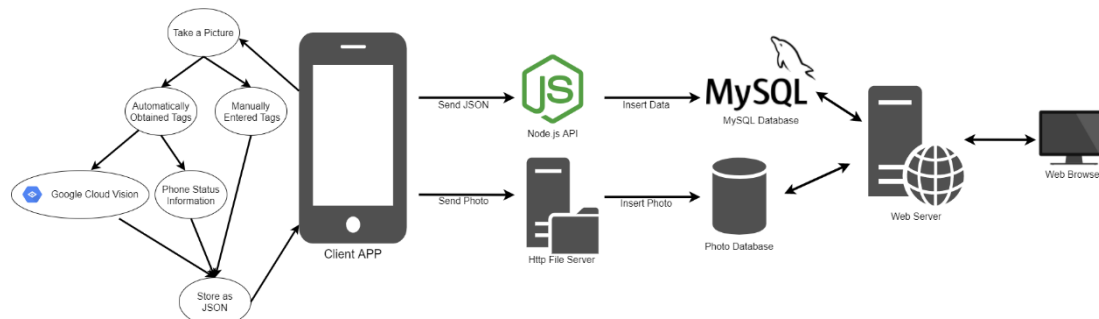 Take a Picture
Automatically
Obtained Tags
Manually
Entered Tags
Google Cloud Vision
Phone Status
Information
Store as
JSON
Client APP
Send JSON
Send Photo
JS
Node.js API
Http File Server
Insert Data
Insert Photo
MySQL
MySQL Database
Photo Database
Web Server
Web Browse